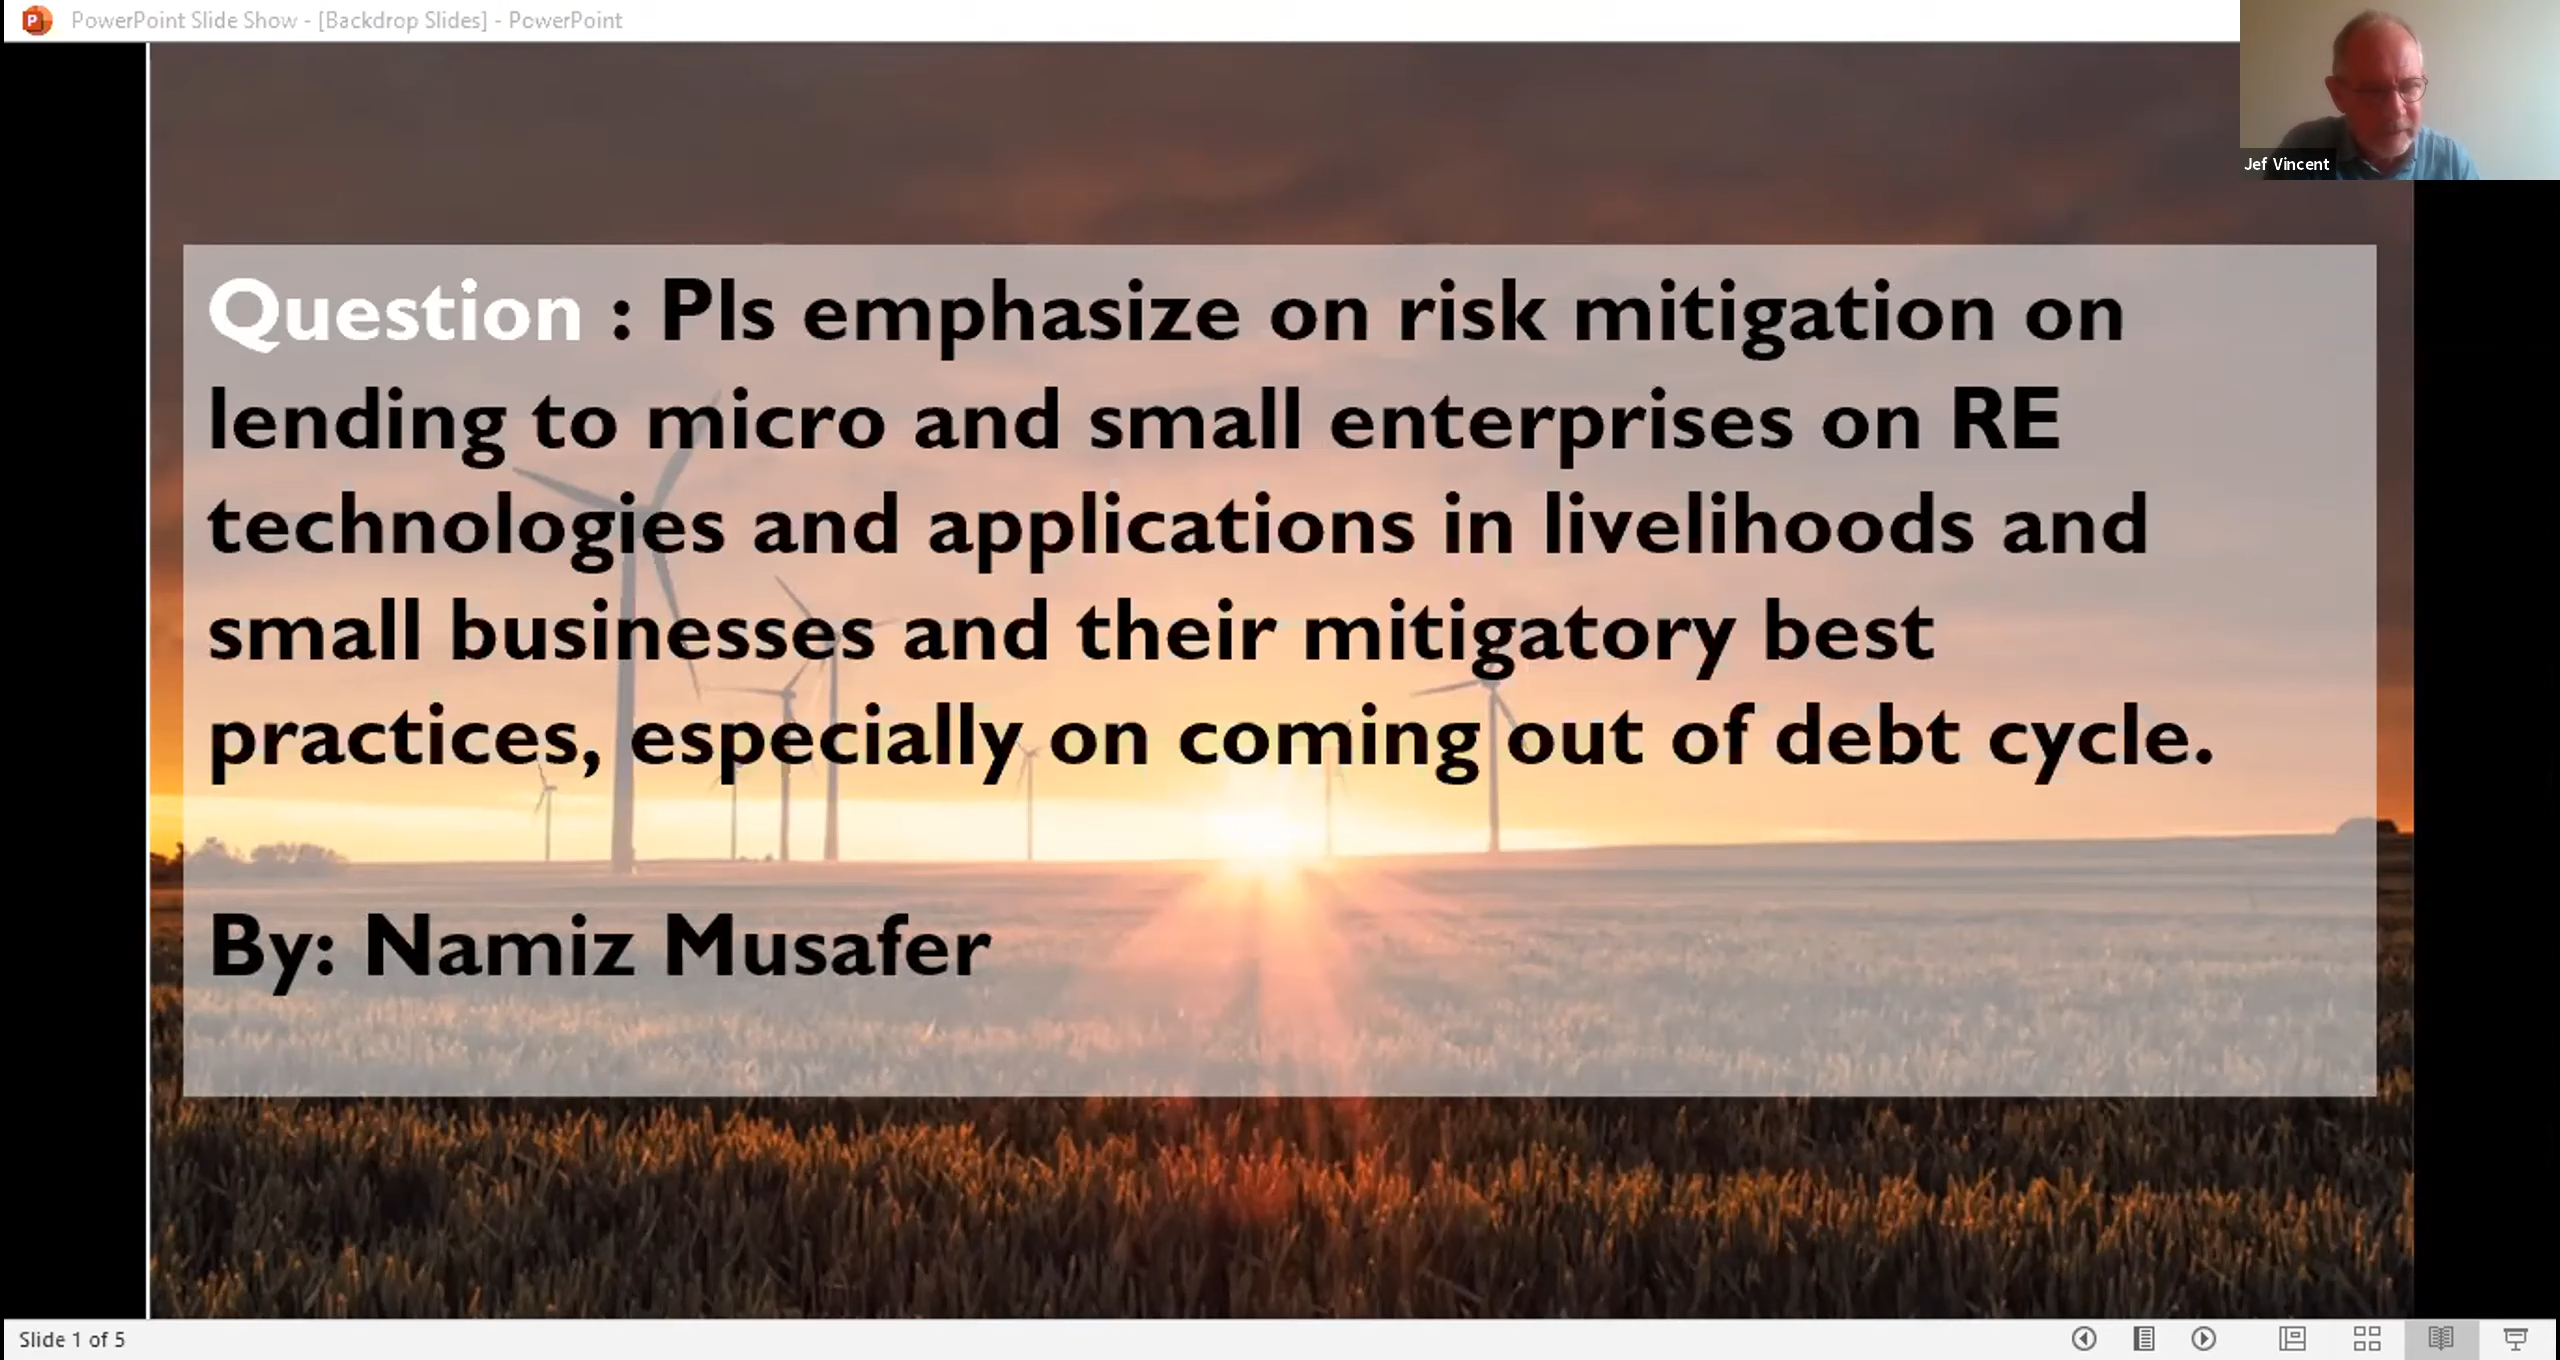 PowerPoint Slide Show - [Backdrop Slides] - PowerPoint
Jef Vincent
Question : Pls emphasize on risk mitigation on
lending to micro and small enterprises on RE
technologies and applications in livelihoods and
small businesses and their mitigatory best
practices, especially on coming out of debt cycle.
By: Namiz Musafer
Slide 1 of 5